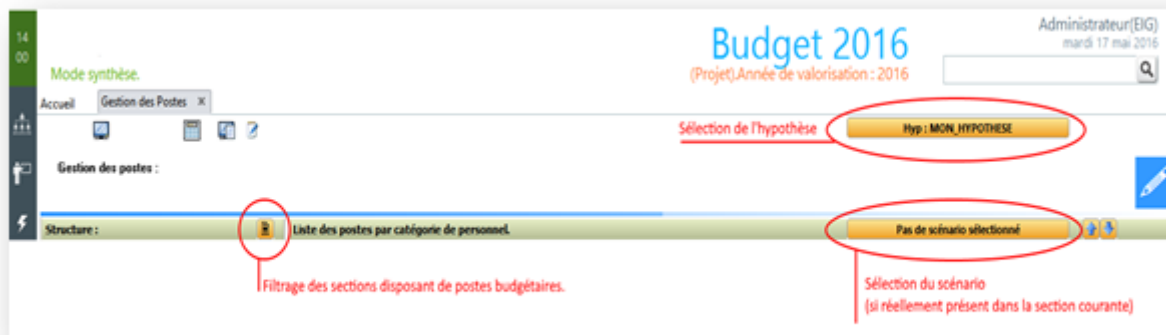 14
00
Mode synthèse.
Budget 2016
(Projet).Année de valorisation : 2016
Administrateur(EIG)
mardi 17 mai 2016
Accueil
Gestion des Postes X
Sélection de l'hypothèse
Hyp : MON_HYPOTHESE
Gestion des postes :
Structure :
Liste des postes par catégorie de personnel.
Pas de scénario sélectionné
Filtrage des sections disposant de postes budgétaires.
Sélection du scénario
(si réellement présent dans la section courante)